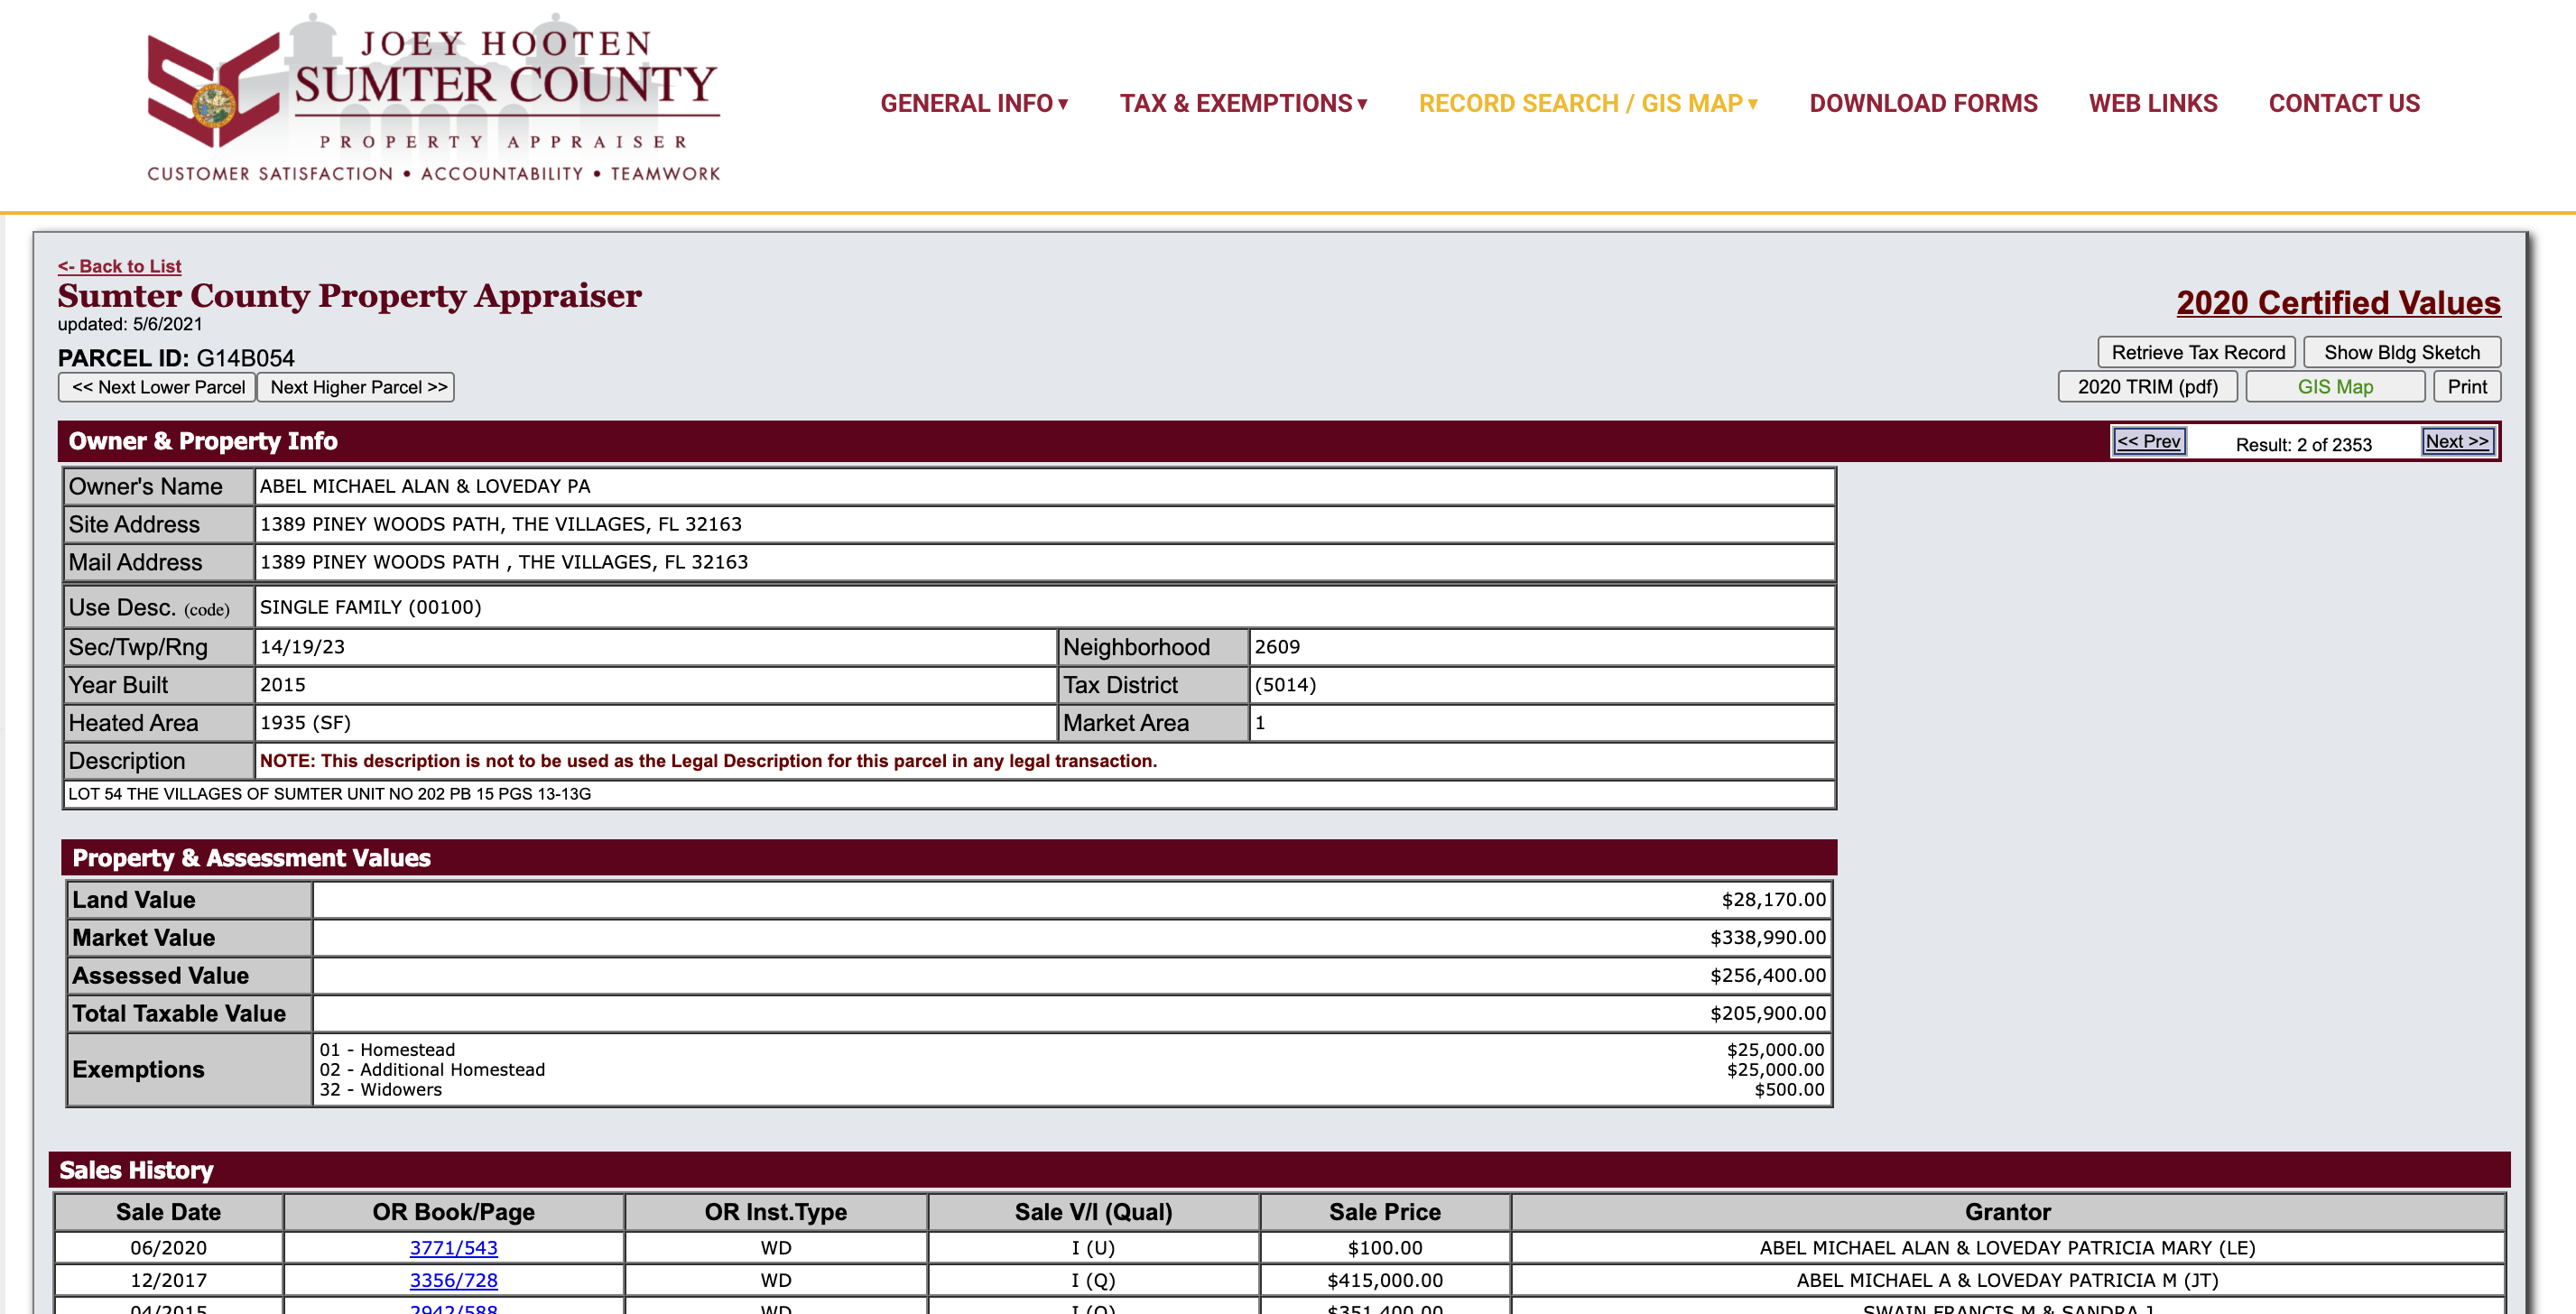 JOEY HOOTEN
SUMTER COUNTY
PROPERTY APPRAISER
CUSTOMER SATISFACTION • ACCOUNTABILITY • TEAMWORK
GENERAL INFO▼ TAX & EXEMPTIONS▼ RECORD SEARCH / GIS MAP▼ DOWNLOAD FORMS WEB LINKS CONTACT US
<- Back to List
Sumter County Property Appraiser
updated: 5/6/2021
2020 Certified Values
PARCEL ID: G14B054
Retrieve Tax Record Show Bldg Sketch
<< Next Lower Parcel Next Higher Parcel >>
2020 TRIM (pdf) GIS Map Print
Owner & Property Info
<< Prev Result: 2 of 2353 Next >>
Owner's Name ABEL MICHAEL ALAN & LOVEDAY PA
Site Address 1389 PINEY WOODS PATH, THE VILLAGES, FL 32163
Mail Address 1389 PINEY WOODS PATH , THE VILLAGES, FL 32163
Use Desc. (code) SINGLE FAMILY (00100)
Sec/Twp/Rng 14/19/23 Neighborhood 2609
Year Built 2015 Tax District (5014)
Heated Area 1935 (SF) Market Area 1
Description NOTE: This description is not to be used as the Legal Description for this parcel in any legal transaction.
LOT 54 THE VILLAGES OF SUMTER UNIT NO 202 PB 15 PGS 13-13G
Property & Assessment Values
Land Value $28,170.00
Market Value $338,990.00
Assessed Value $256,400.00
Total Taxable Value $205,900.00
Exemptions
01 - Homestead $25,000.00
02 - Additional Homestead $25,000.00
32 - Widowers $500.00
Sales History
Sale Date OR Book/Page OR Inst.Type Sale V/I (Qual) Sale Price Grantor
06/2020 3771/543 WD I (U) $100.00 ABEL MICHAEL ALAN & LOVEDAY PATRICIA MARY (LE)
12/2017 3356/728 WD I (Q) $415,000.00 ABEL MICHAEL A & LOVEDAY PATRICIA M (JT)
04/2015 2942/588 WD I (Q) $351,400.00 SWAIN FRANCIS M & SANDRA J